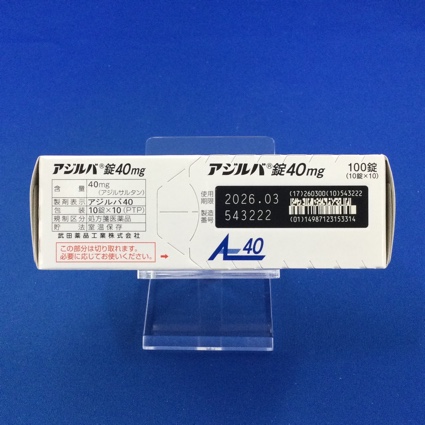 アジルバ®錠40mg
含量 40mg
(アジルサルタン)
製剤表示 アジルバ40
包装 10錠×10(PTP)
規制区分 処方箋医薬品
貯法 室温保存
武田薬品工業株式会社
この部分は切り取れます。
必要に応じてお使いください。→
アジルバ®錠40mg
100錠
(10錠×10)
使用
期限 2026.03
製造
番号 543222
(17)260300(10)543222
(01)14987123153314
A 40